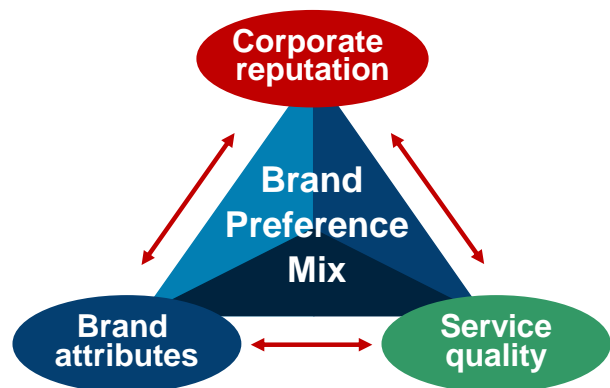 Corporate
reputation
Brand
Preference
Mix
Brand
attributes
Service
quality